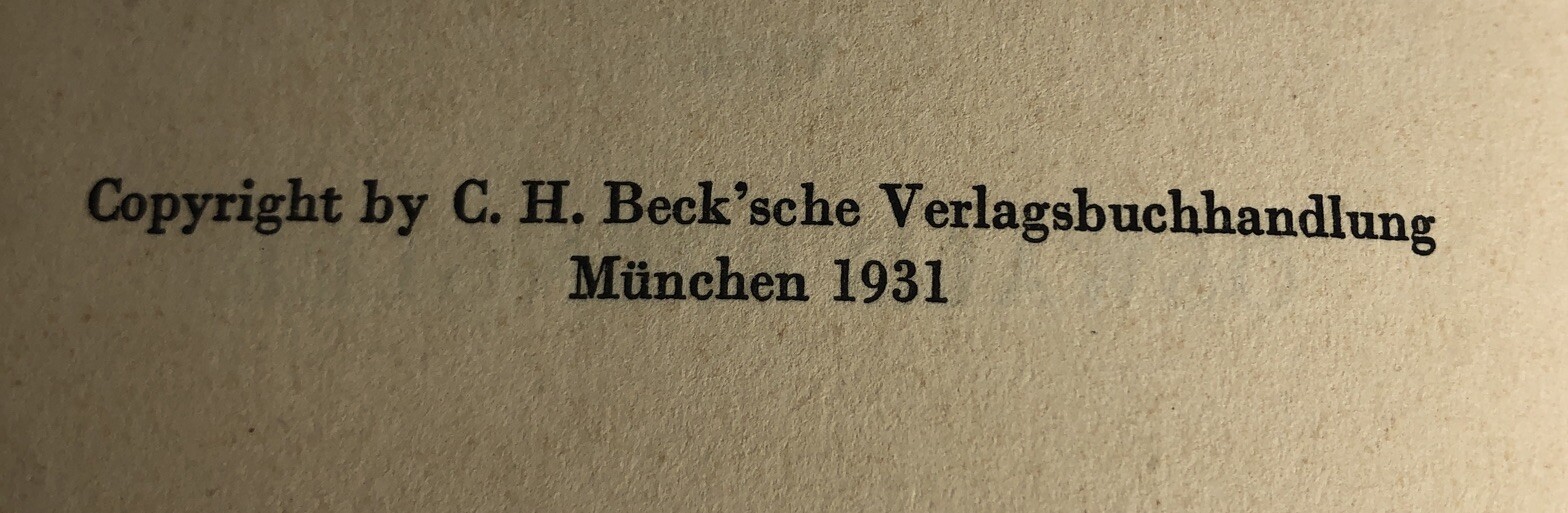 Copyright by C. H. Beck’sche Verlagsbuchhandlung
München 1931